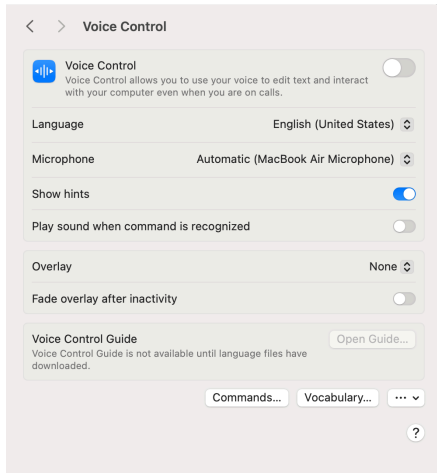 Voice Control
Voice Control
Voice Control allows you to use your voice to edit text and interact
with your computer even when you are on calls.
Language English (United States)
Microphone Automatic (MacBook Air Microphone)
Show hints
Play sound when command is recognized
Overlay None
Fade overlay after inactivity
Voice Control Guide Open Guide...
Voice Control Guide is not available until language files have
downloaded.
Commands... Vocabulary... ...
?